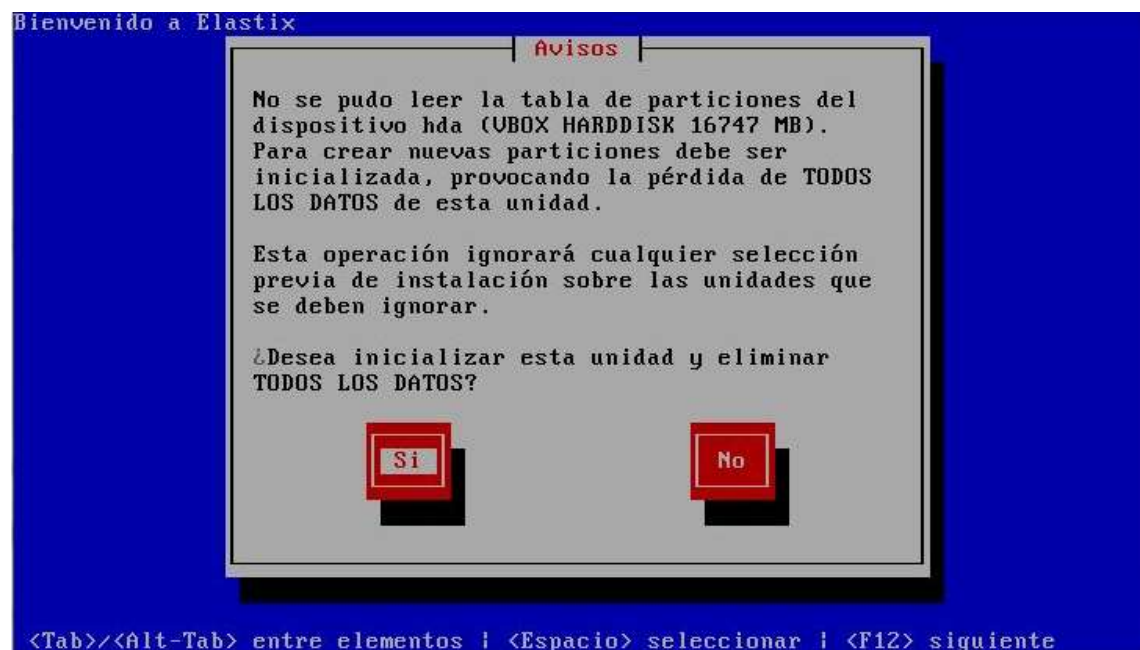 Bienvenido a Elastix
Avisos
No se pudo leer la tabla de particiones del
dispositivo hda (VBOX HARDDISK 16747 MB).
Para crear nuevas particiones debe ser
inicializada, provocando la pérdida de TODOS
LOS DATOS de esta unidad.
Esta operación ignorará cualquier selección
previa de instalación sobre las unidades que
se deben ignorar.
¿Desea inicializar esta unidad y eliminar
TODOS LOS DATOS?
Si No
<Tab>/<Alt-Tab> entre elementos | <Espacio> seleccionar | <F12> siguiente